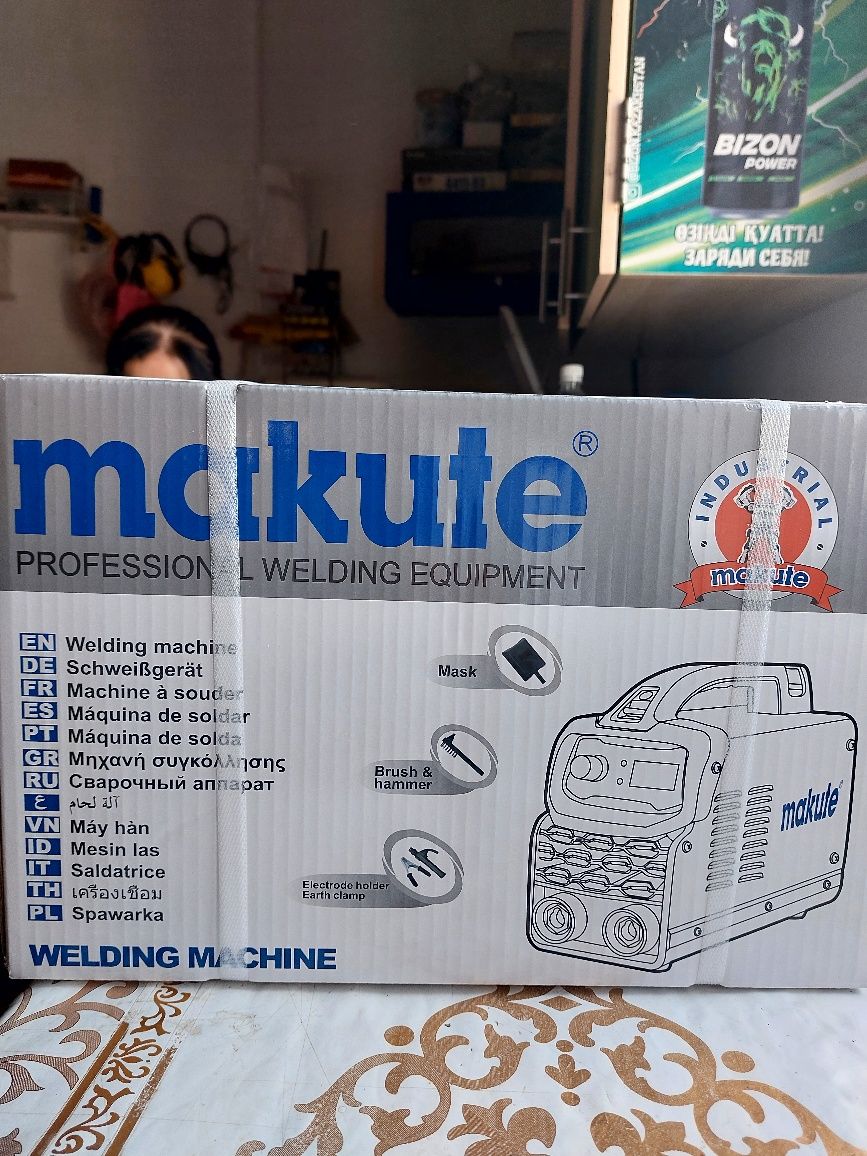 BIZON
POWER
@BIZON.KZ.KAZAKHSTAN
ӨЗІҢДІ ҚУАТТА!
ЗАРЯДИ СЕБЯ!
makute®
PROFESSIONAL WELDING EQUIPMENT
INDUSTRIAL
makute
EN Welding machine
DE Schweißgerät
FR Machine à souder
ES Máquina de soldar
PT Máquina de solda
GR Μηχανή συγκόλλησης
RU Сварочный аппарат
ع آلة لحام
VN Máy hàn
ID Mesin las
IT Saldatrice
TH เครื่องเชื่อม
PL Spawarka
WELDING MACHINE
Mask
Brush &
hammer
Electrode holder
Earth clamp
makute